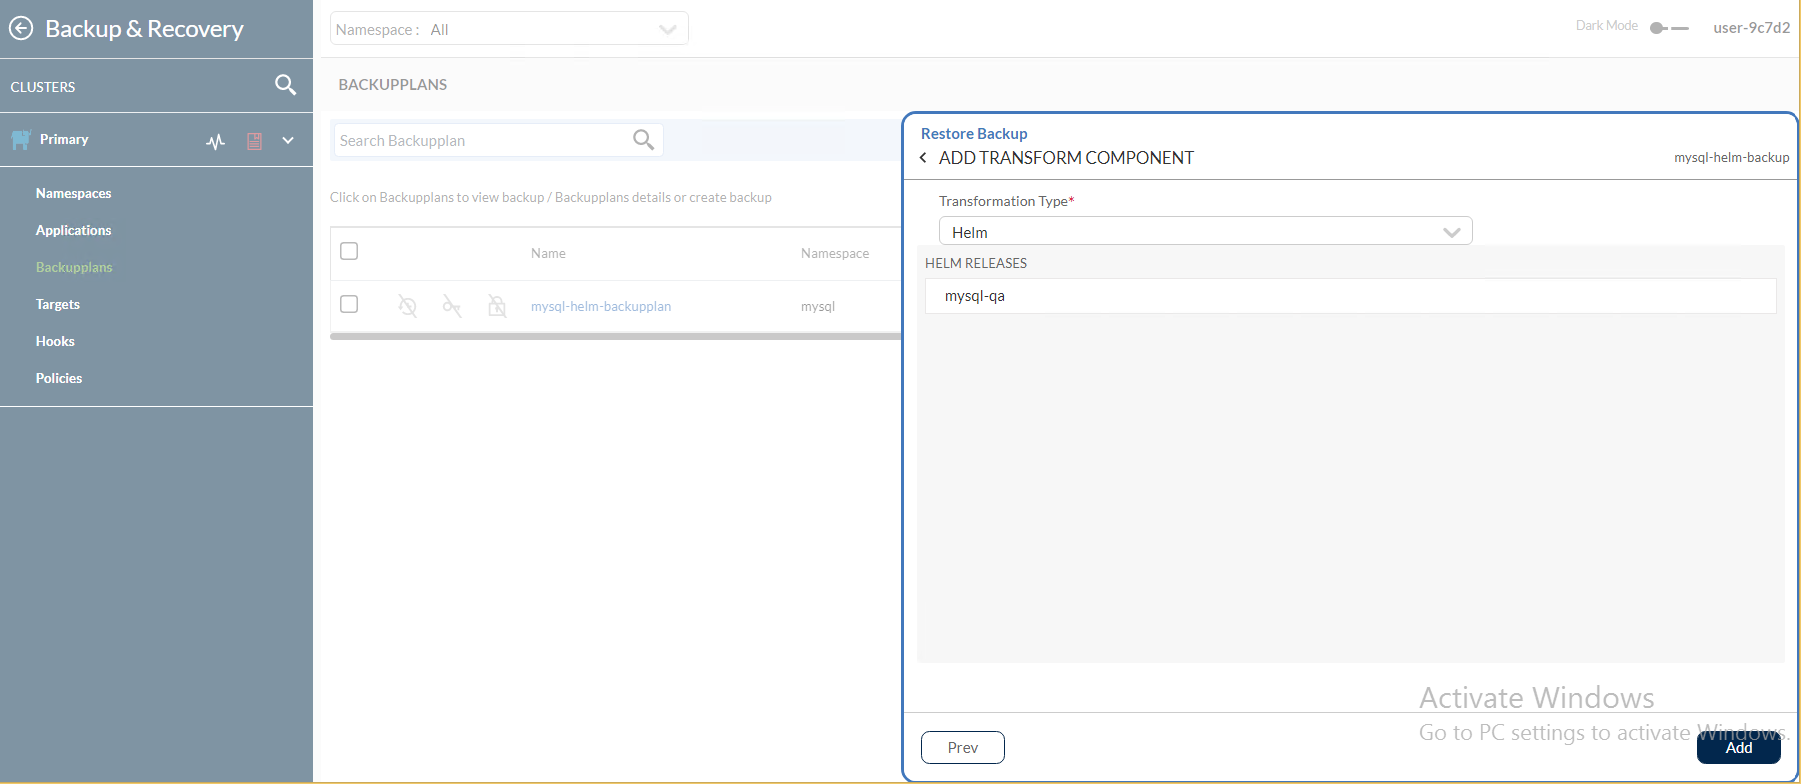 Backup & Recovery
CLUSTERS
Primary
Namespaces
Applications
Backupplans
Targets
Hooks
Policies
Namespace : All
Dark Mode
user-9c7d2
BACKUPPLANS
Search Backupplan
Click on Backupplans to view backup / Backupplans details or create backup
Name Namespace
mysql-helm-backupplan mysql
Restore Backup
ADD TRANSFORM COMPONENT
mysql-helm-backup
Transformation Type*
Helm
HELM RELEASES
mysql-qa
Activate Windows
Go to PC settings to activate Windows.
Prev
Add